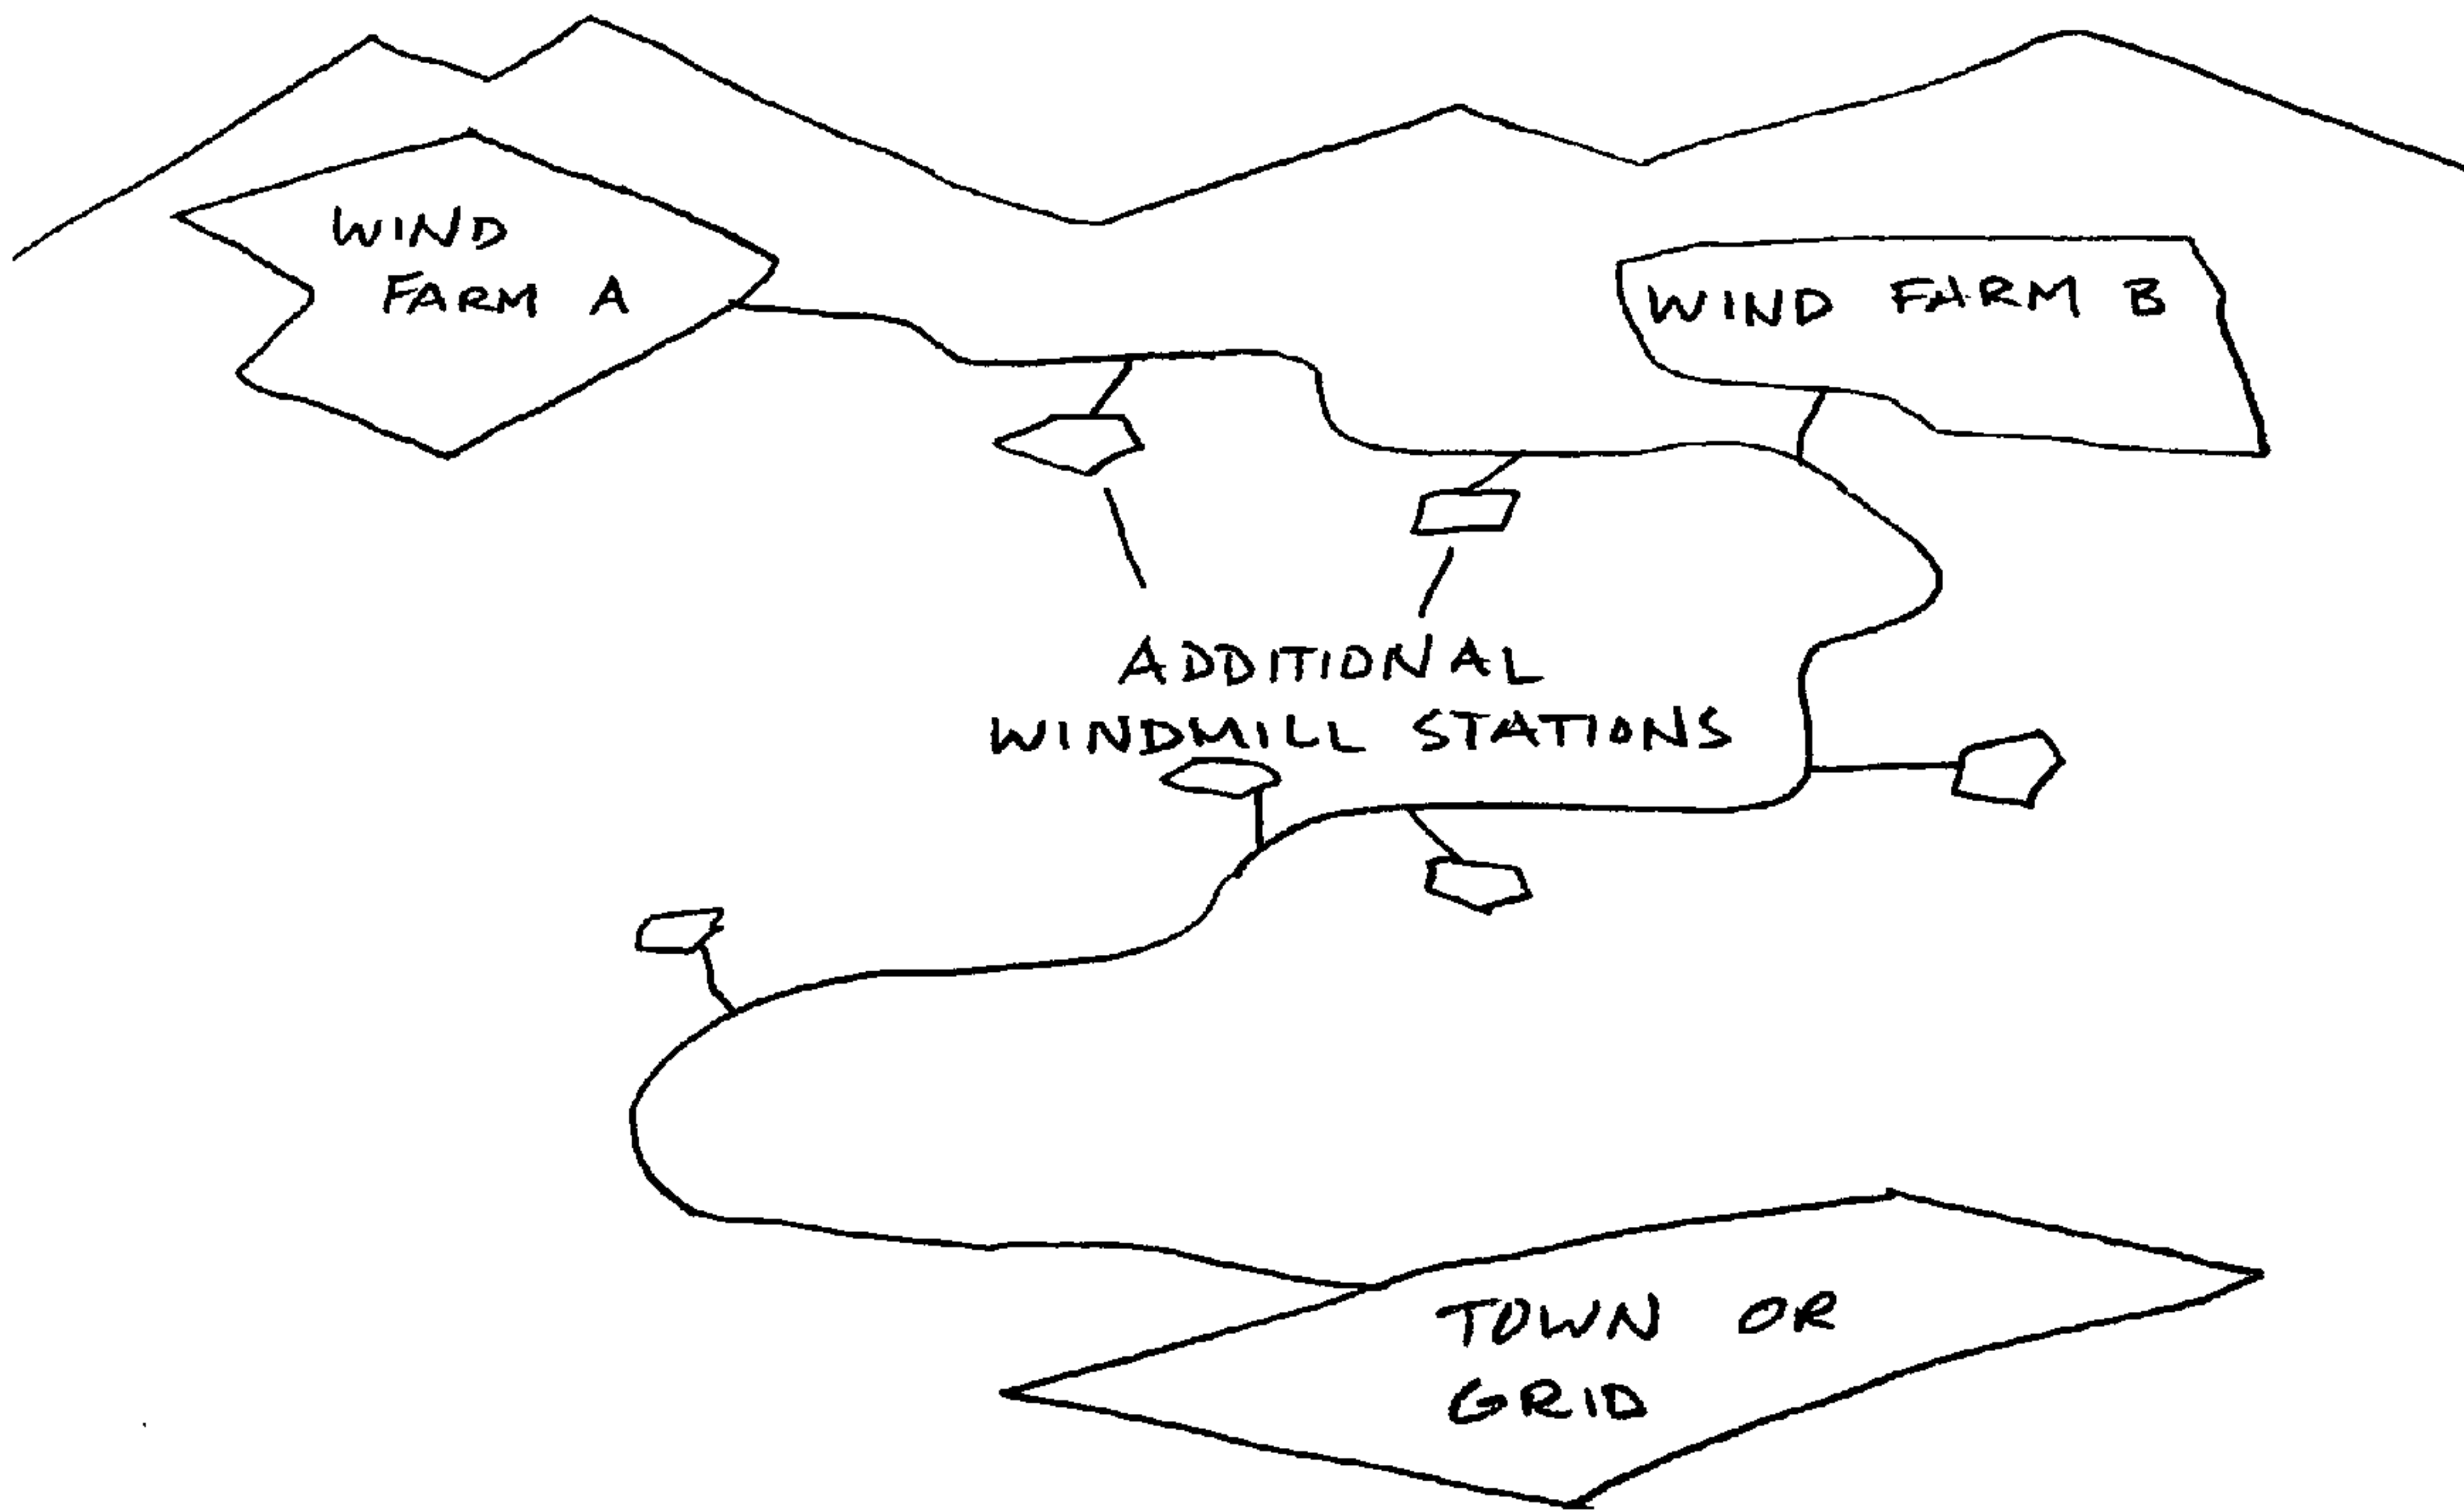 WIND
FARM A
WIND FARM B
ADDITIONAL
WINDMILL STATIONS
TOWN OR
GRID